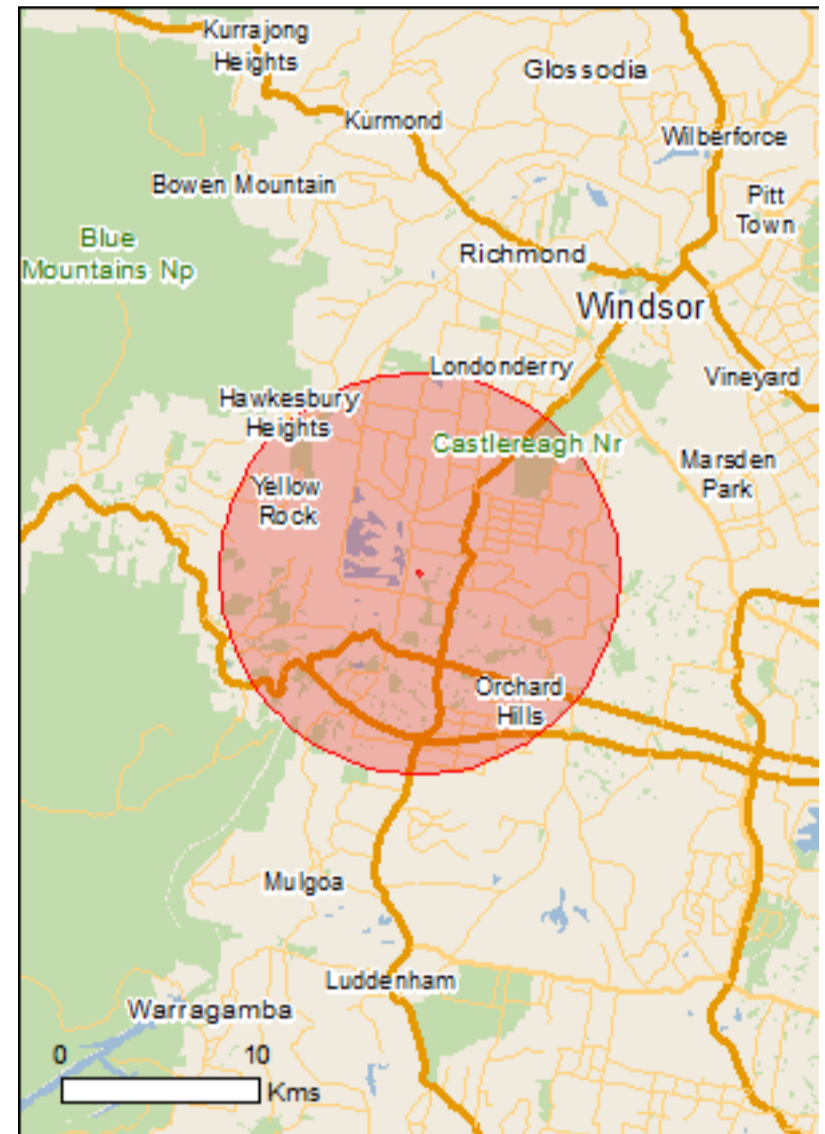 Kurrajong
Heights
Glossodia
Kurmond
Wilberforce
Bowen Mountain
Pitt
Town
Blue
Mountains Np
Richmond
Windsor
Londonderry
Vineyard
Hawkesbury
Heights
Castlereagh Nr
Marsden
Park
Yellow
Rock
Orchard
Hills
Mulgoa
Luddenham
Warragamba
0 10
Kms